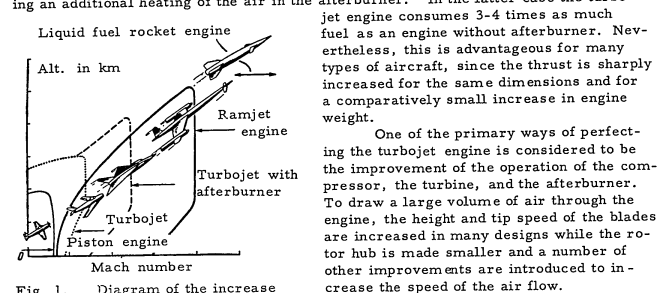 ing an additional heating of the air in the afterburner. In the latter case the turbo-
jet engine consumes 3-4 times as much
fuel as an engine without afterburner. Nev-
ertheless, this is advantageous for many
types of aircraft, since the thrust is sharply
increased for the same dimensions and for
a comparatively small increase in engine
weight.
One of the primary ways of perfect-
ing the turbojet engine is considered to be
the improvement of the operation of the com-
pressor, the turbine, and the afterburner.
To draw a large volume of air through the
engine, the height and tip speed of the blades
are increased in many designs while the ro-
tor hub is made smaller and a number of
other improvements are introduced to in-
crease the speed of the air flow.
Liquid fuel rocket engine
Alt. in km
Ramjet
engine
Turbojet with
afterburner
Turbojet
Piston engine
0
Mach number
Fig. 1. Diagram of the increase